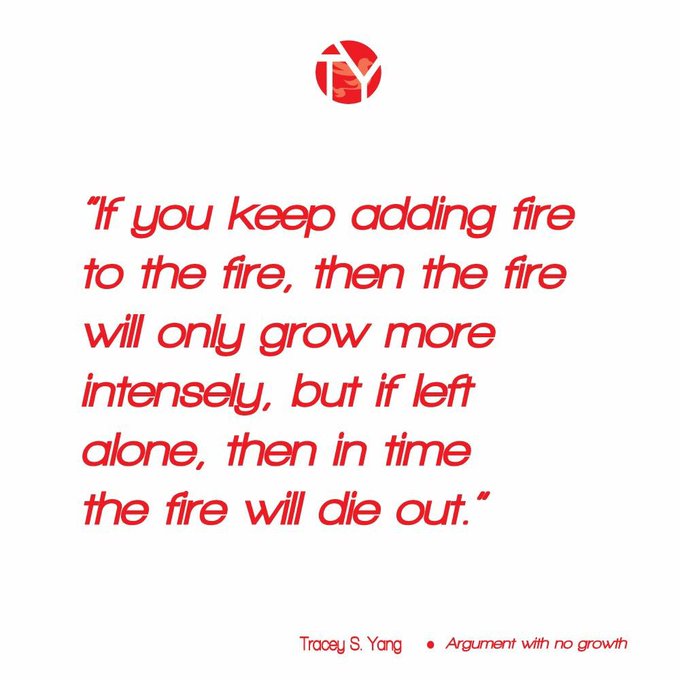 TY
"If you keep adding fire
to the fire, then the fire
will only grow more
intensely, but if left
alone, then in time
the fire will die out."
Tracey S. Yang • Argument with no growth